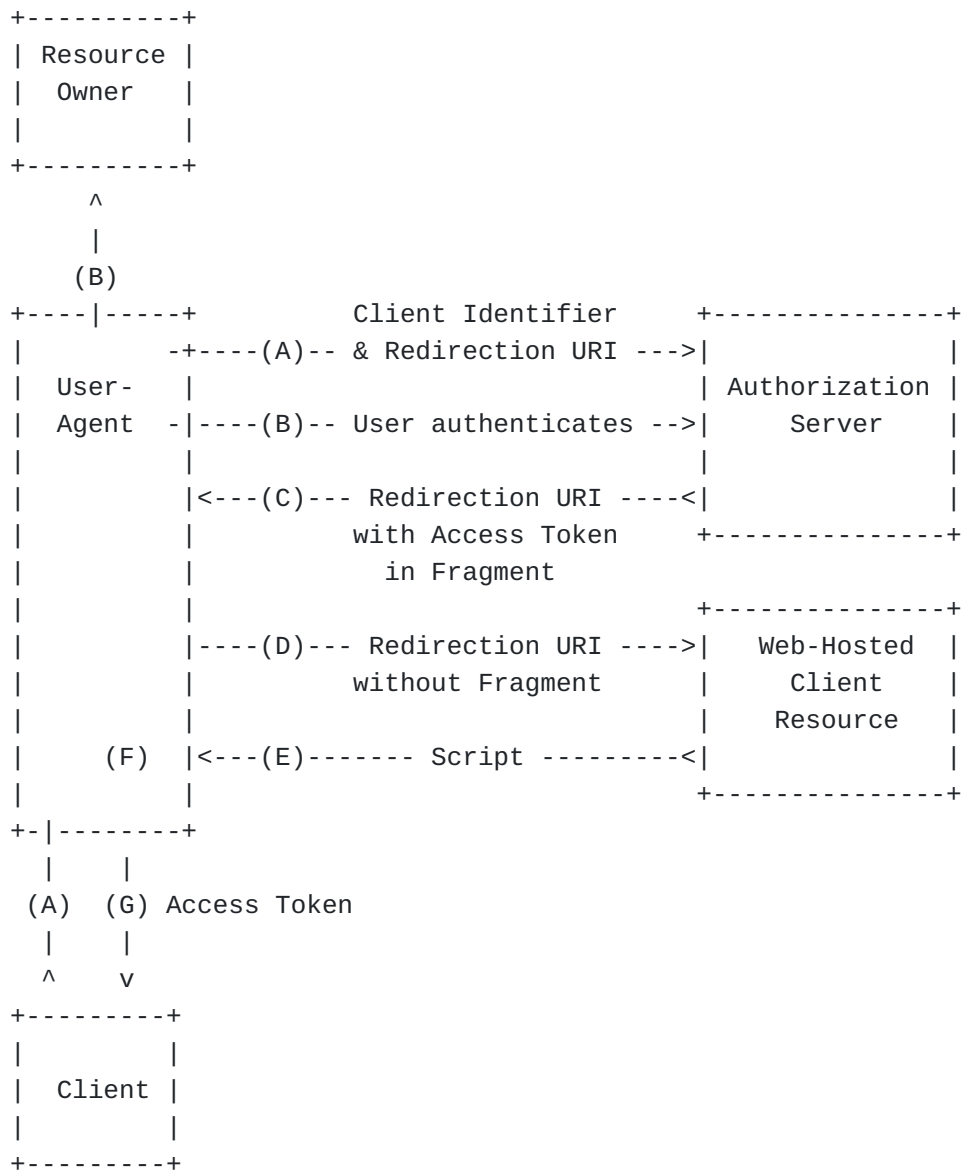 +----------+
| Resource |
|  Owner   |
|          |
+----------+
     ^
     |
    (B)
+----|-----+          Client Identifier     +---------------+
|         -+----(A)-- & Redirection URI --->|               |
|  User-   |                                | Authorization |
|  Agent  -|----(B)-- User authenticates -->|     Server    |
|          |                                |               |
|          |<---(C)--- Redirection URI ----<|               |
|          |          with Access Token     +---------------+
|          |            in Fragment
|          |                                +---------------+
|          |----(D)--- Redirection URI ---->|   Web-Hosted  |
|          |          without Fragment      |     Client    |
|          |                                |    Resource   |
|     (F)  |<---(E)------- Script ---------<|               |
|          |                                +---------------+
+-|--------+
  |    |
 (A)  (G) Access Token
  |    |
  ^    v
+---------+
|         |
|  Client |
|         |
+---------+